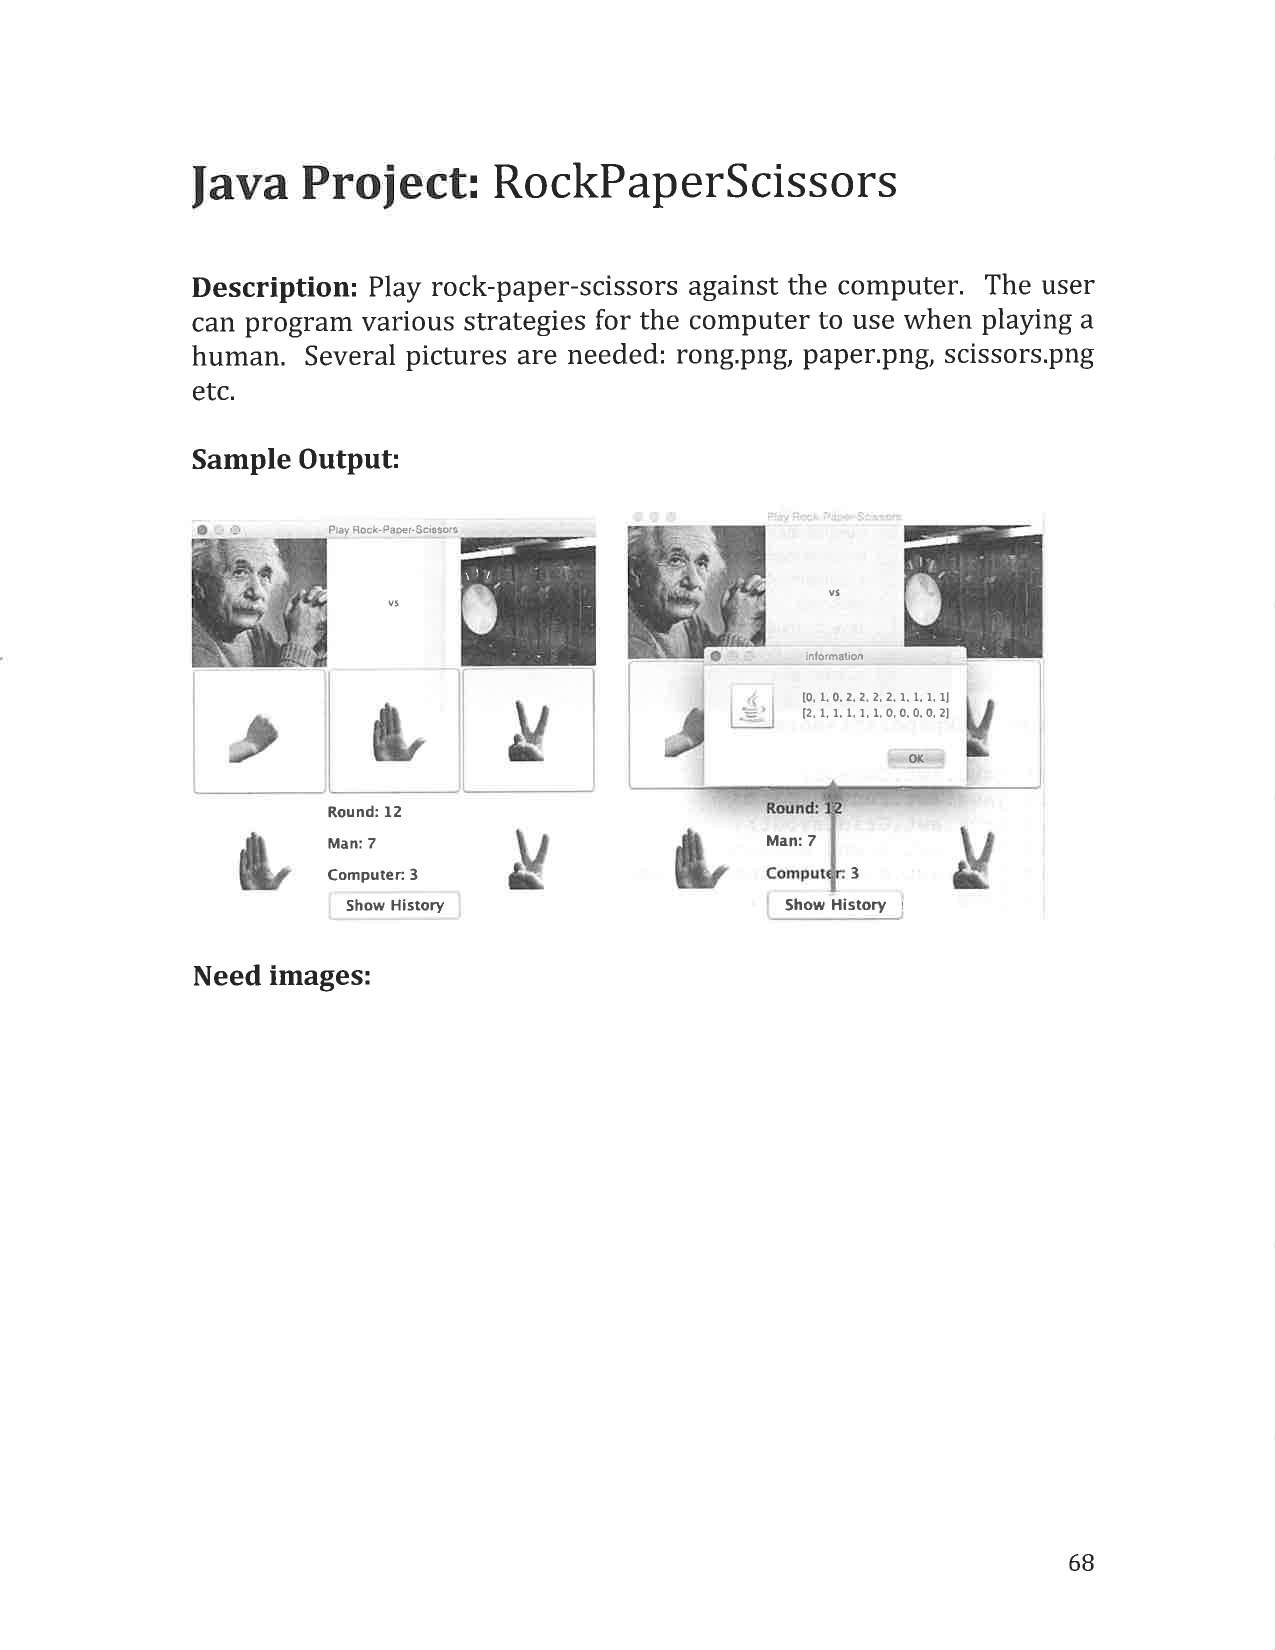 Java Project: RockPaperScissors
Description: Play rock-paper-scissors against the computer. The user
can program various strategies for the computer to use when playing a
human. Several pictures are needed: rong.png, paper.png, scissors.png
etc.
Sample Output:
Play Rock-Paper-Scissors
vs
Round: 12
Man: 7
Computer: 3
Show History
Play Rock-Paper-Scissors
vs
Information
[0, 1, 0, 2, 2, 2, 2, 1, 1, 1, 1]
[2, 1, 1, 1, 1, 1, 0, 0, 0, 0, 2]
OK
Round: 12
Man: 7
Computer: 3
Show History
Need images:
68